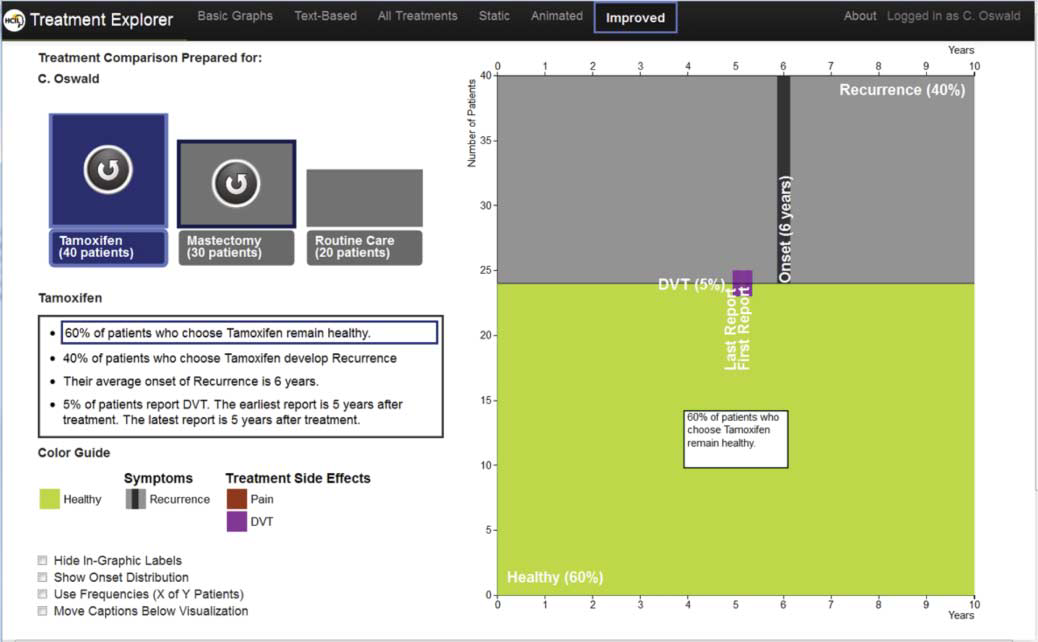 HCIL Treatment Explorer
Basic Graphs Text-Based All Treatments Static Animated Improved About Logged in as C. Oswald
Treatment Comparison Prepared for:
C. Oswald
Tamoxifen
(40 patients)
Mastectomy
(30 patients)
Routine Care
(20 patients)
Tamoxifen
• 60% of patients who choose Tamoxifen remain healthy.
• 40% of patients who choose Tamoxifen develop Recurrence
• Their average onset of Recurrence is 6 years.
• 5% of patients report DVT. The earliest report is 5 years after
treatment. The latest report is 5 years after treatment.
Color Guide
Symptoms Treatment Side Effects
Healthy Recurrence Pain
DVT
Hide In-Graphic Labels
Show Onset Distribution
Use Frequencies (X of Y Patients)
Move Captions Below Visualization
Years
0 1 2 3 4 5 6 7 8 9 10
Number of Patients
40
35
30
25
20
15
10
5
0
Recurrence (40%)
Onset (6 years)
DVT (5%)
Last Report
First Report
60% of patients who
choose Tamoxifen
remain healthy.
Healthy (60%)
0 1 2 3 4 5 6 7 8 9 10
Years